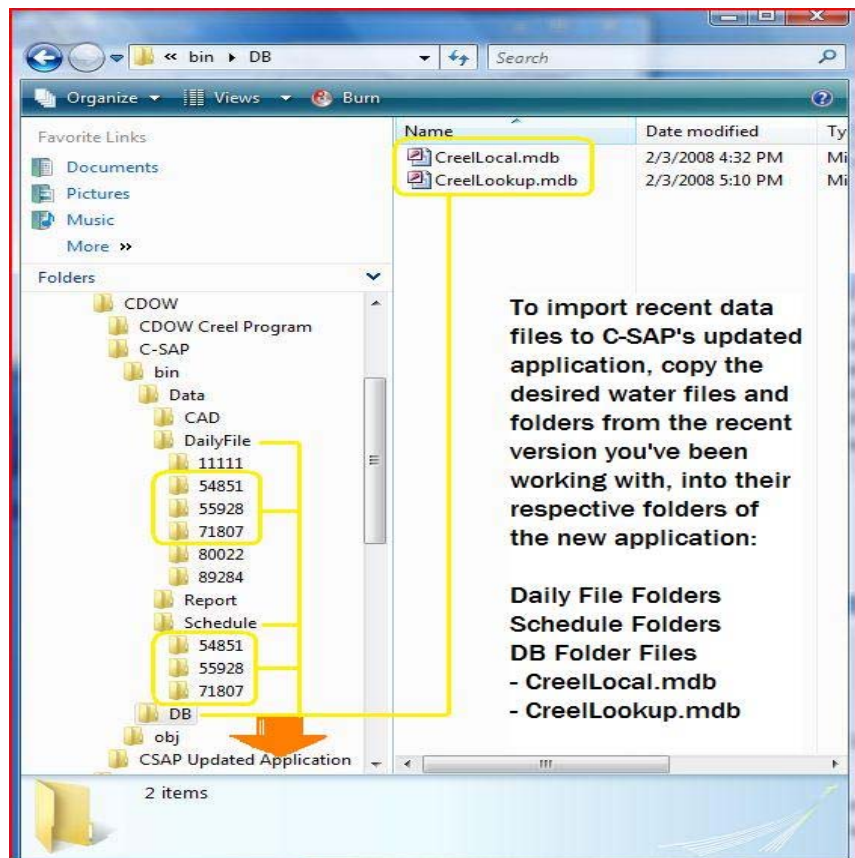 « bin ▸ DB
Search
Organize
Views
Burn
Favorite Links
Documents
Pictures
Music
More »
Folders
CDOW
CDOW Creel Program
C-SAP
bin
Data
CAD
DailyFile
11111
54851
55928
71807
80022
89284
Report
Schedule
54851
55928
71807
DB
obj
CSAP Updated Application
Name Date modified Ty
CreelLocal.mdb 2/3/2008 4:32 PM Mi
CreelLookup.mdb 2/3/2008 5:10 PM Mi
To import recent data
files to C-SAP's updated
application, copy the
desired water files and
folders from the recent
version you've been
working with, into their
respective folders of
the new application:
Daily File Folders
Schedule Folders
DB Folder Files
- CreelLocal.mdb
- CreelLookup.mdb
2 items